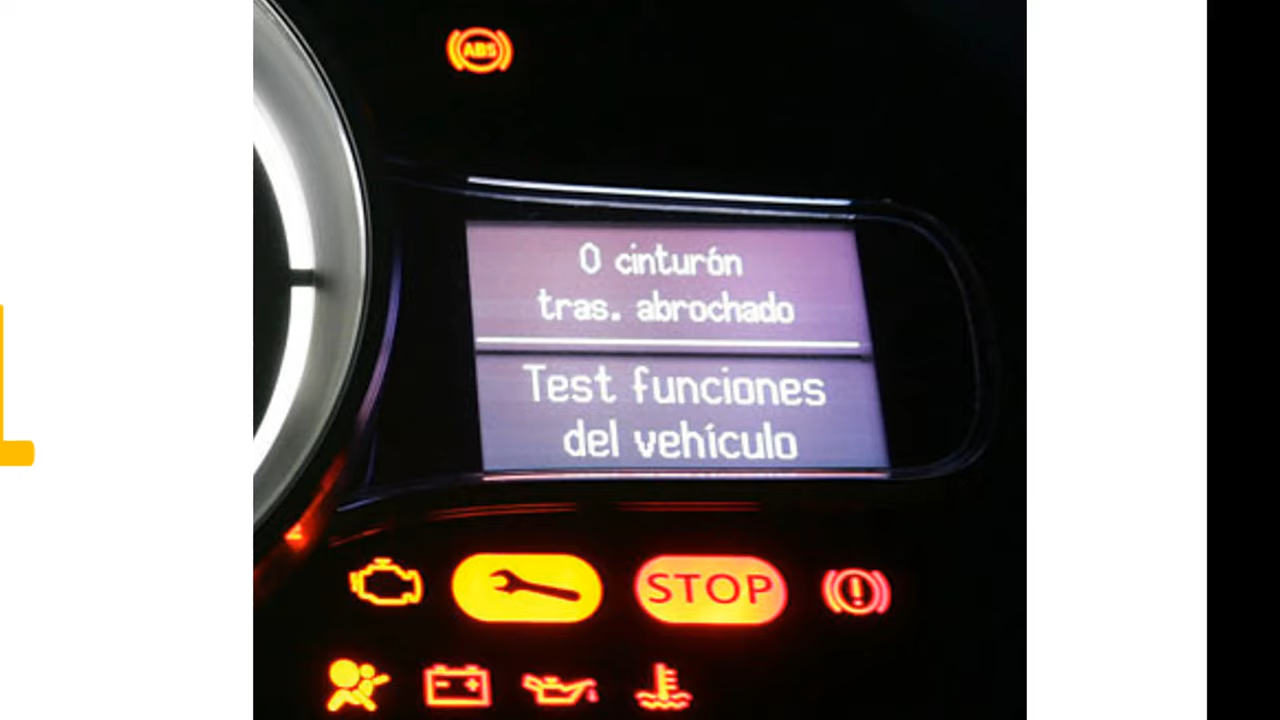 ABS
0 cinturón
tras. abrochado
Test funciones
del vehículo
STOP